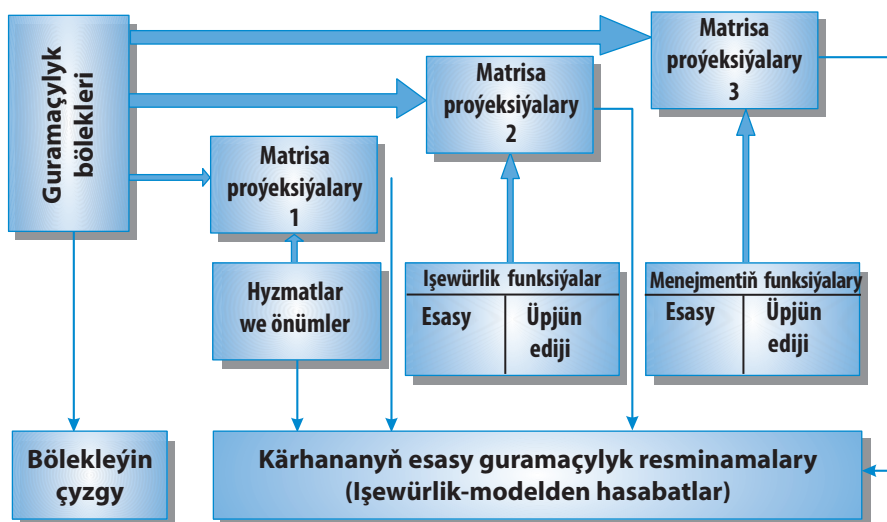 Guramaçylyk
bölekleri
Matrisa
proýeksiýalary
1
Matrisa
proýeksiýalary
2
Matrisa
proýeksiýalary
3
Hyzmatlar
we önümler
Işewürlik funksiýalar
Esasy
Üpjün
ediji
Menejmentiň funksiýalary
Esasy
Üpjün
ediji
Bölekleýin
çyzgy
Kärhananyň esasy guramaçylyk resminamalary
(Işewürlik-modelden hasabatlar)